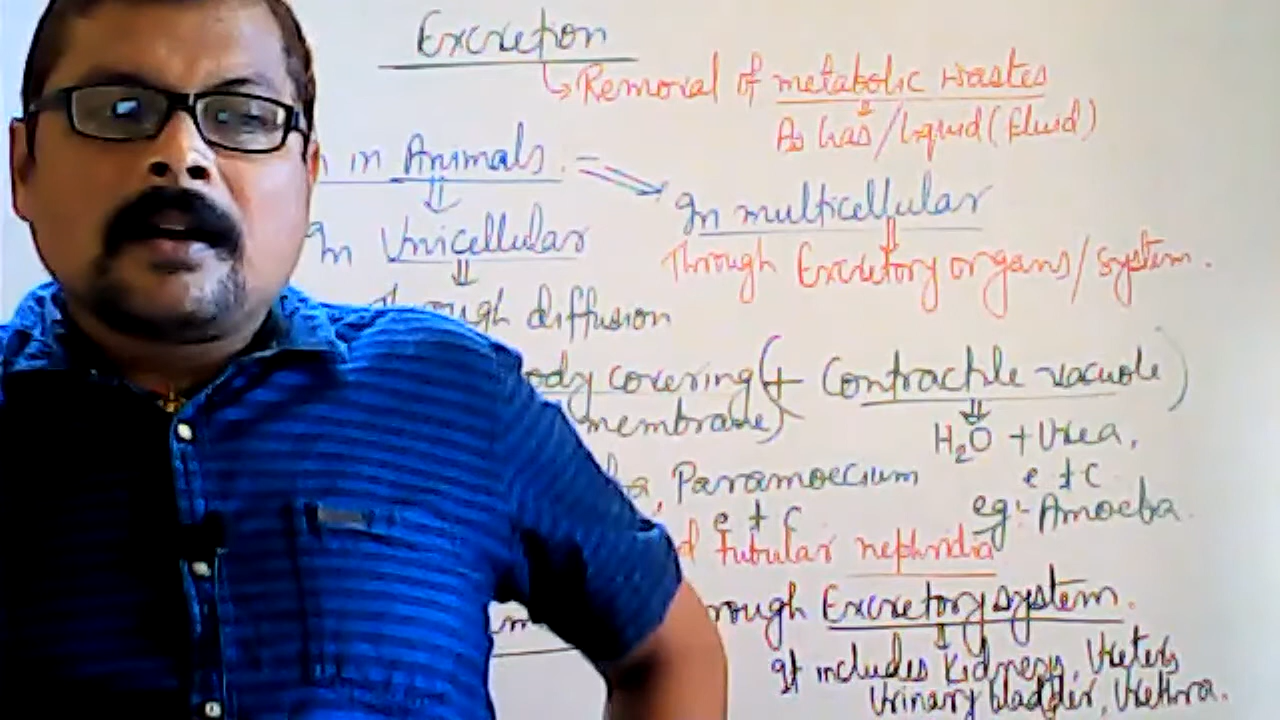 Excretion
Removal of metabolic wastes
As Gas/liquid (fluid)
in Animals.
In multicellular
In Unicellular
Through Excretory organs/system.
through diffusion
body covering (+ Contractile vacuole)
membrane)
H2O + Urea,
etc
Paramoecium
eg:- Amoeba.
etc
tubular nephridia
through Excretory system.
It includes Kidneys, Ureters
Urinary bladder, Urethra.